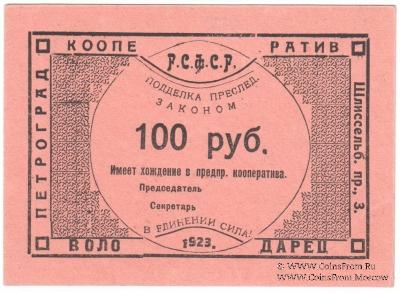 КООПЕ РАТИВ
Р.С.Ф.С.Р.
ПЕТРОГРАД
Шлиссельб. пр., 3.
ПОДДЕЛКА ПРЕСЛЕД.
ЗАКОНОМ
100 руб.
Имеет хождение в предпр. кооператива.
Председатель
Секретарь
В ЕДИНЕНИИ СИЛА!
1923.
ВОЛО ДАРЕЦ
© - www.CoinsFrom.Ru
www.CoinsFrom.Moscow